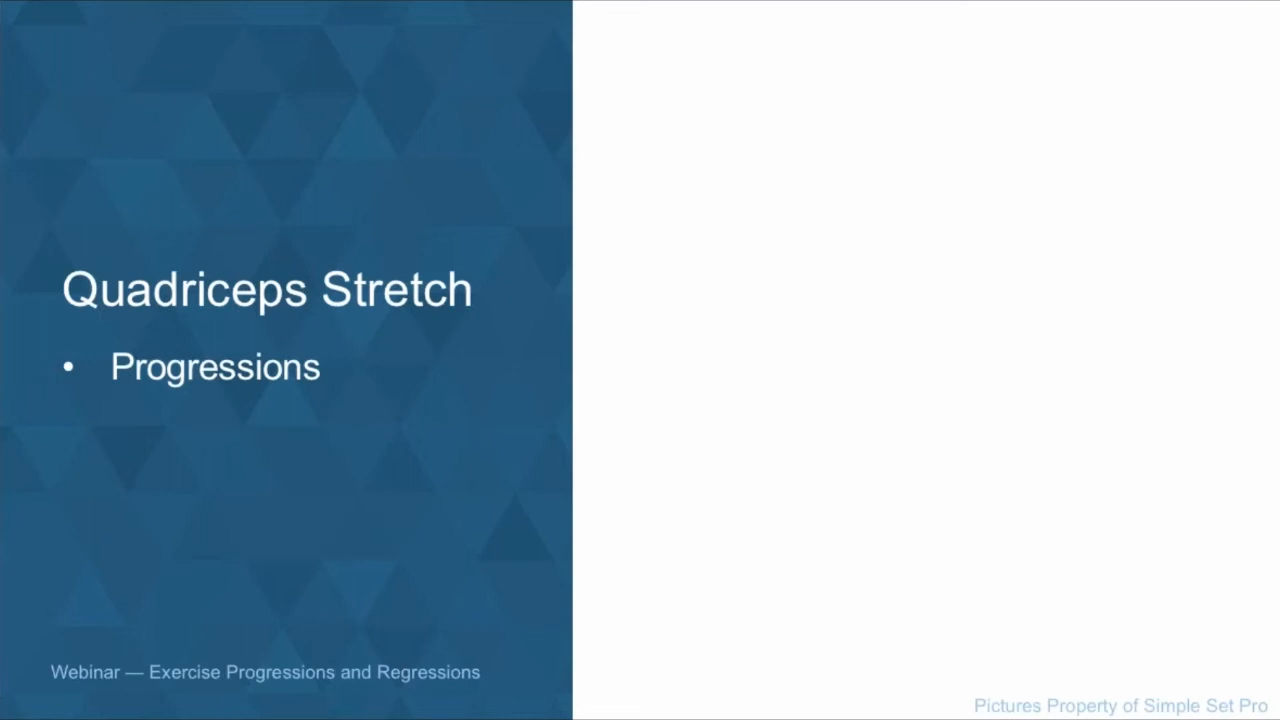 Quadriceps Stretch
• Progressions
Webinar — Exercise Progressions and Regressions
Pictures Property of Simple Set Pro